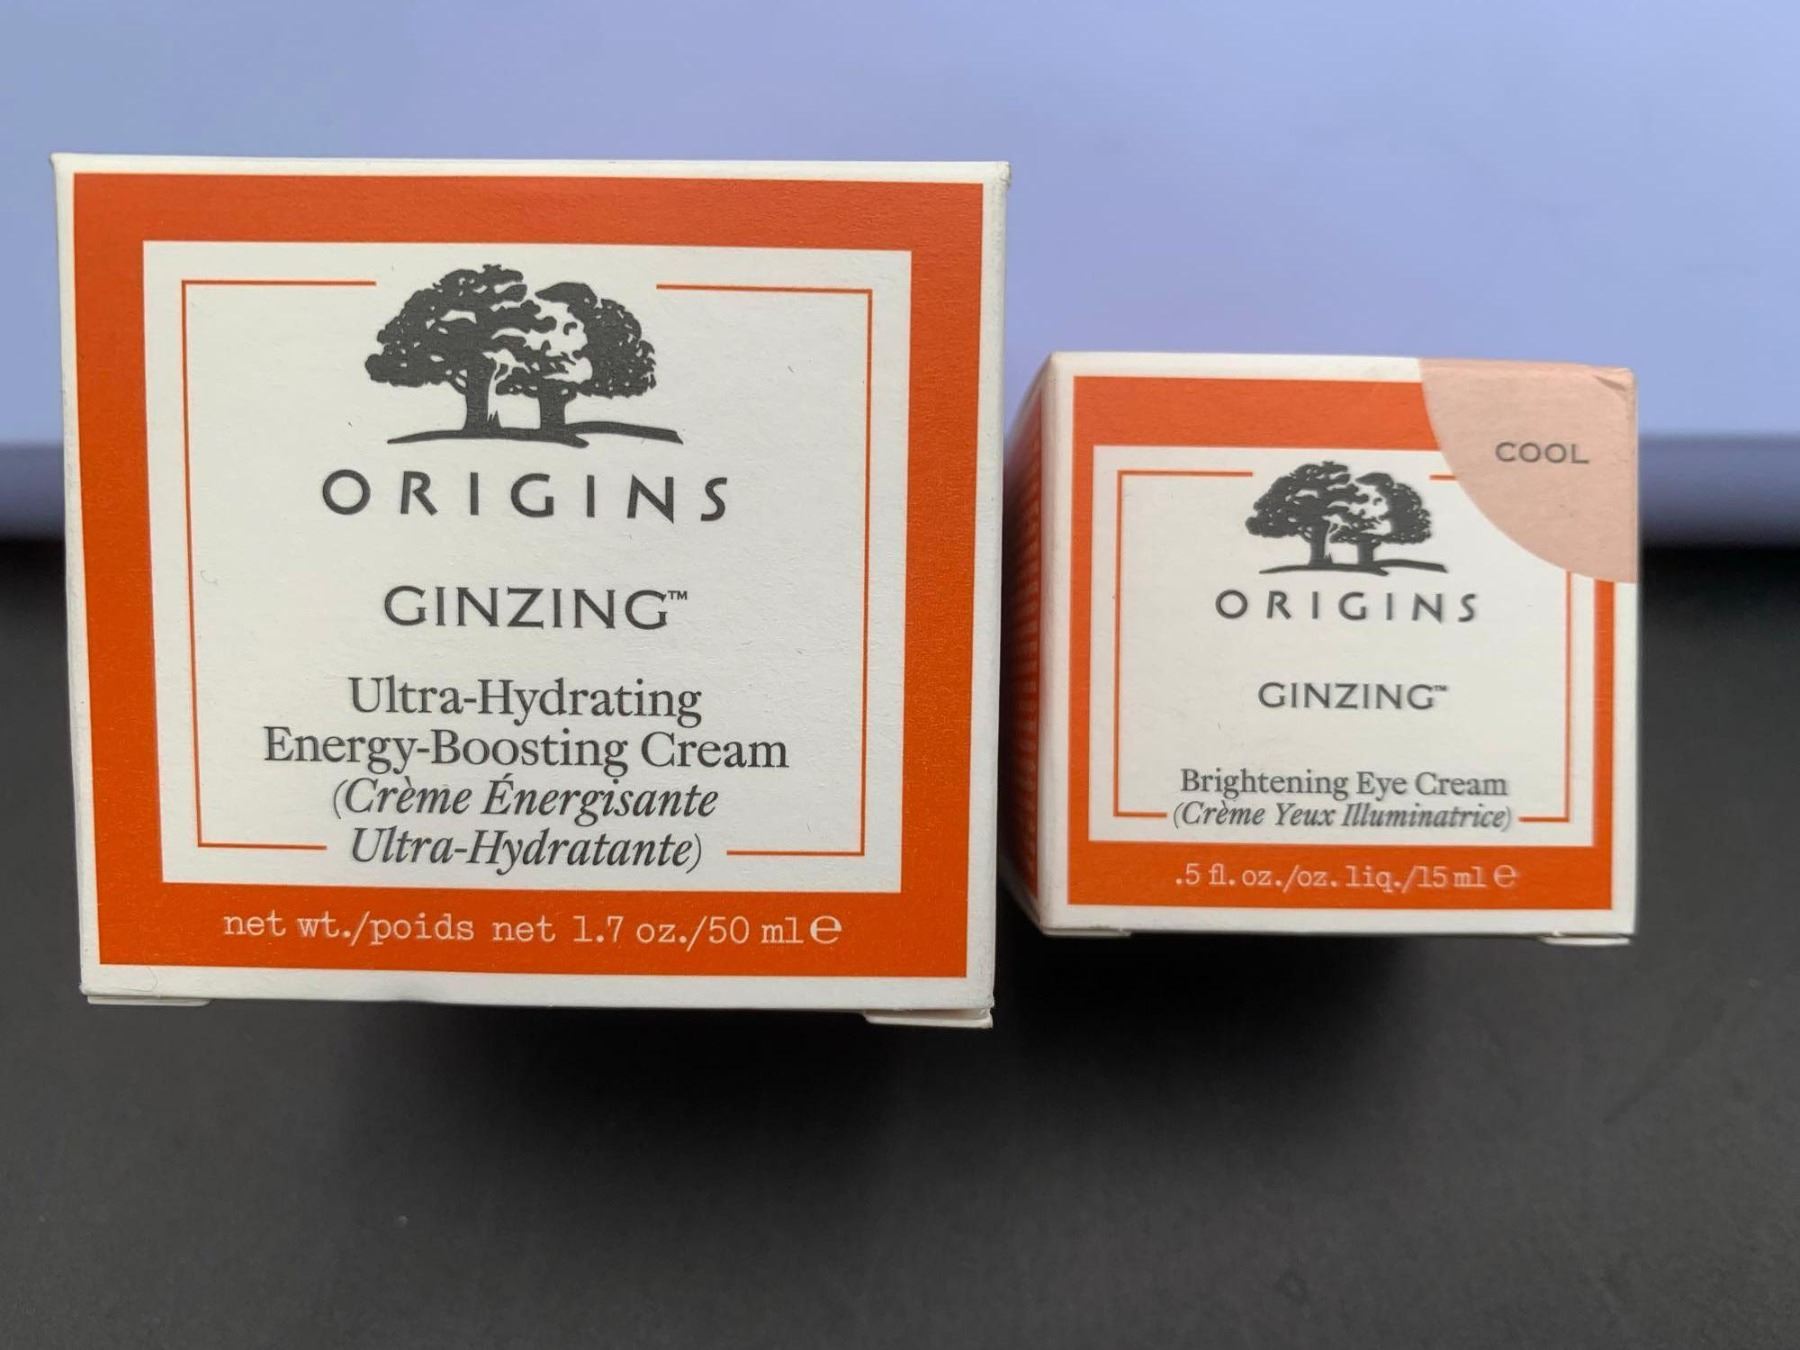 ORIGINS
GINZING™
Ultra-Hydrating
Energy-Boosting Cream
(Crème Énergisante
Ultra-Hydratante)
net wt./poids net 1.7 oz./50 ml e
COOL
ORIGINS
GINZING™
Brightening Eye Cream
(Crème Yeux Illuminatrice)
.5 fl. oz./oz. liq./15 ml e